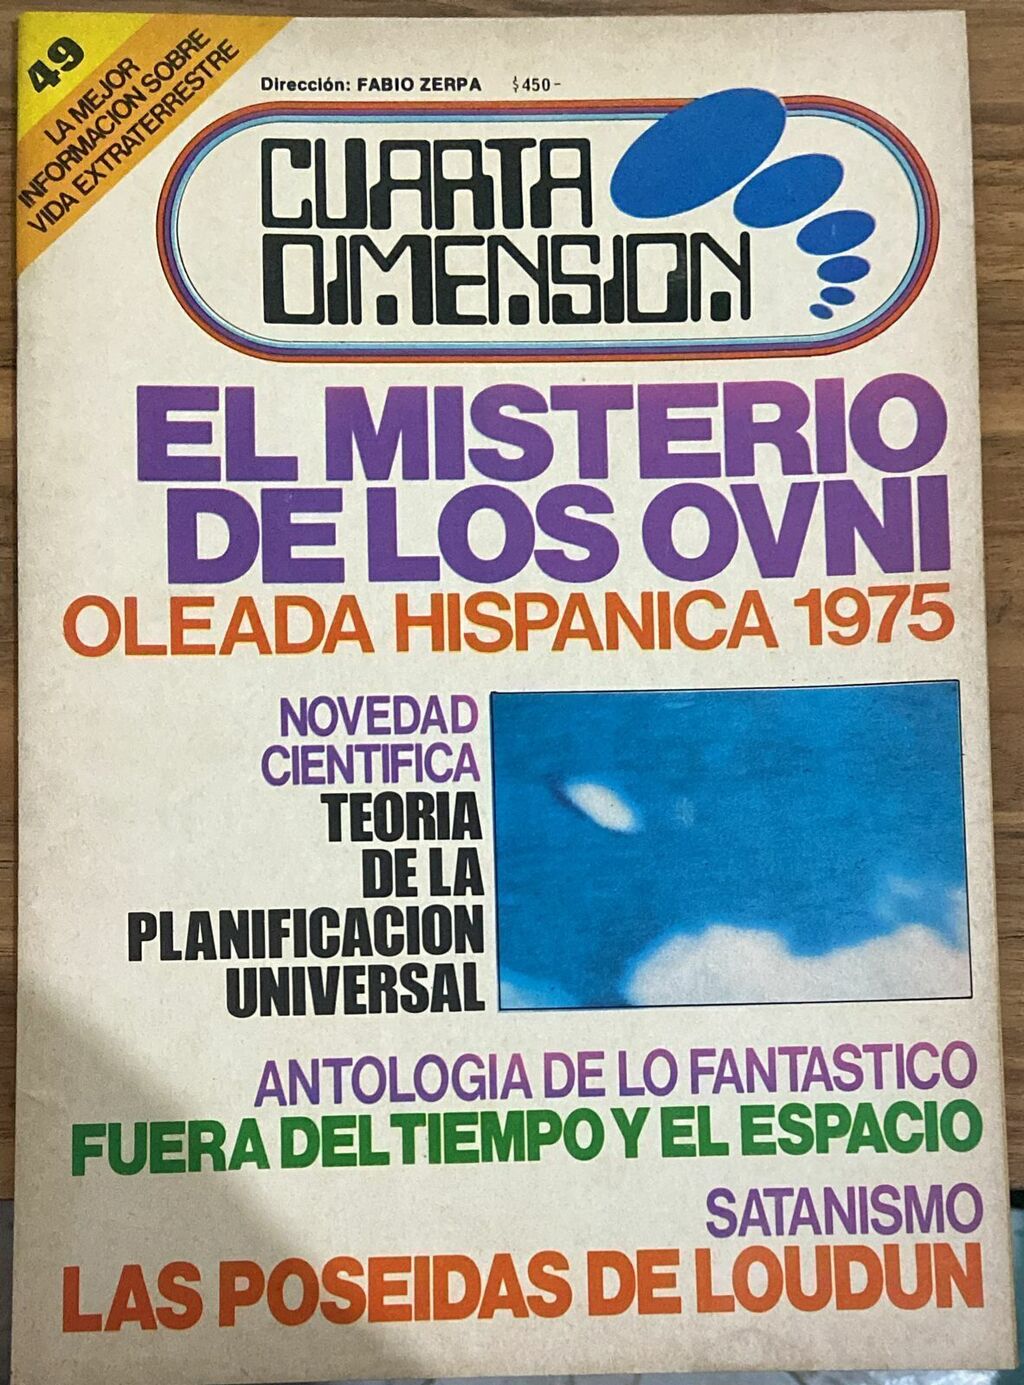 49
LA MEJOR
INFORMACION SOBRE
VIDA EXTRATERRESTRE
Dirección: FABIO ZERPA $450-
CUARTA
DIMENSION
EL MISTERIO
DE LOS OVNI
OLEADA HISPANICA 1975
NOVEDAD
CIENTIFICA
TEORIA
DE LA
PLANIFICACION
UNIVERSAL
ANTOLOGIA DE LO FANTASTICO
FUERA DEL TIEMPO Y EL ESPACIO
SATANISMO
LAS POSEIDAS DE LOUDUN